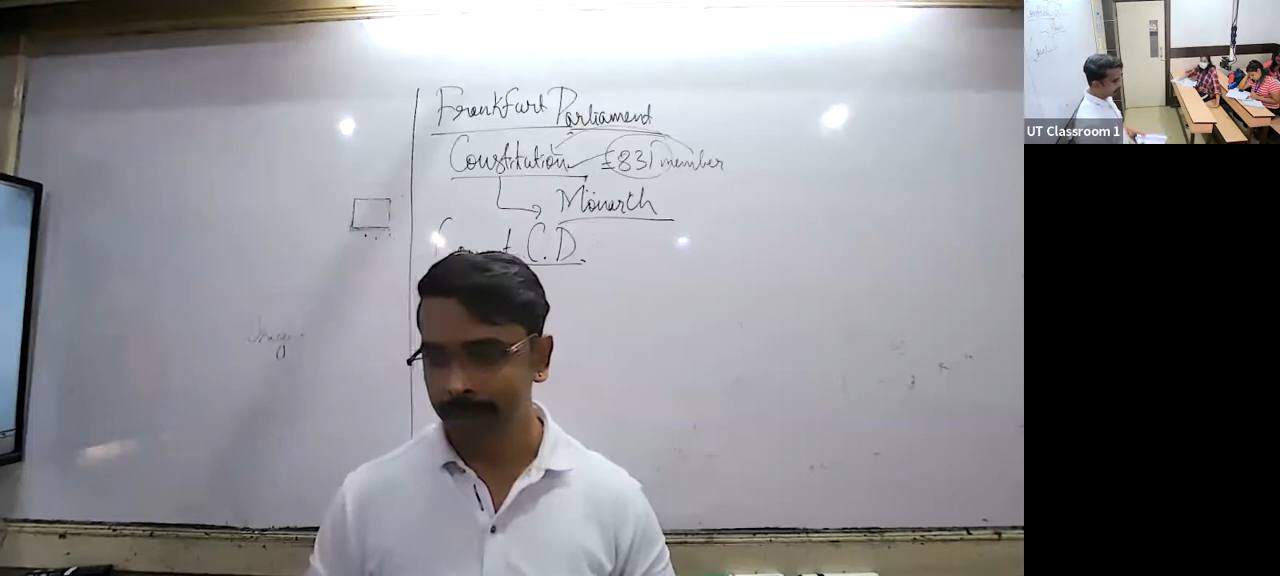 Frankfurt Parliament
Constitution 831 member
Monarch
C.D.
UT Classroom 1